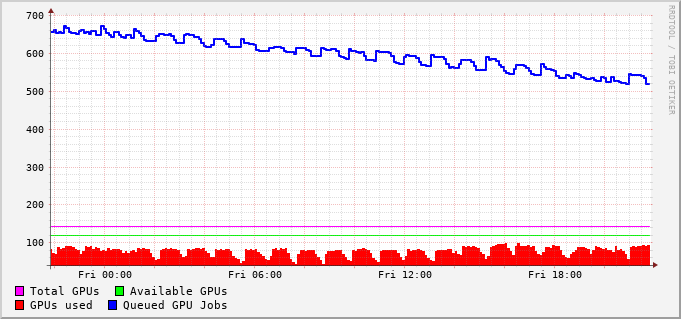 700
600
500
400
300
200
100
Fri 00:00 Fri 06:00 Fri 12:00 Fri 18:00
Total GPUs Available GPUs
GPUs used Queued GPU Jobs
RRDTOOL / TOBI OETIKER